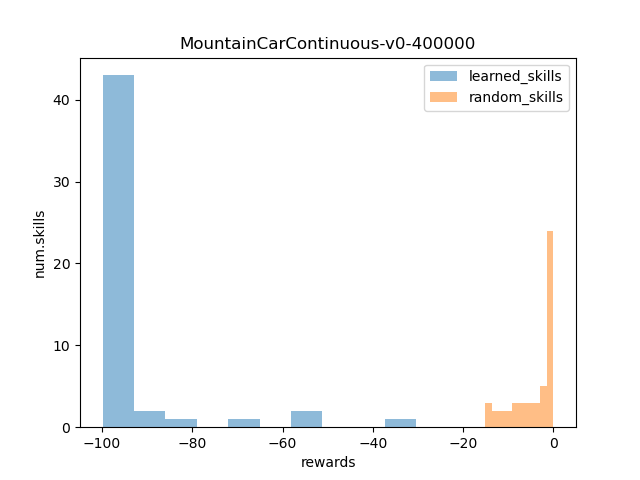 MountainCarContinuous-v0-400000
learned_skills
random_skills
num.skills
40
30
20
10
0
−100
−80
−60
−40
−20
0
rewards